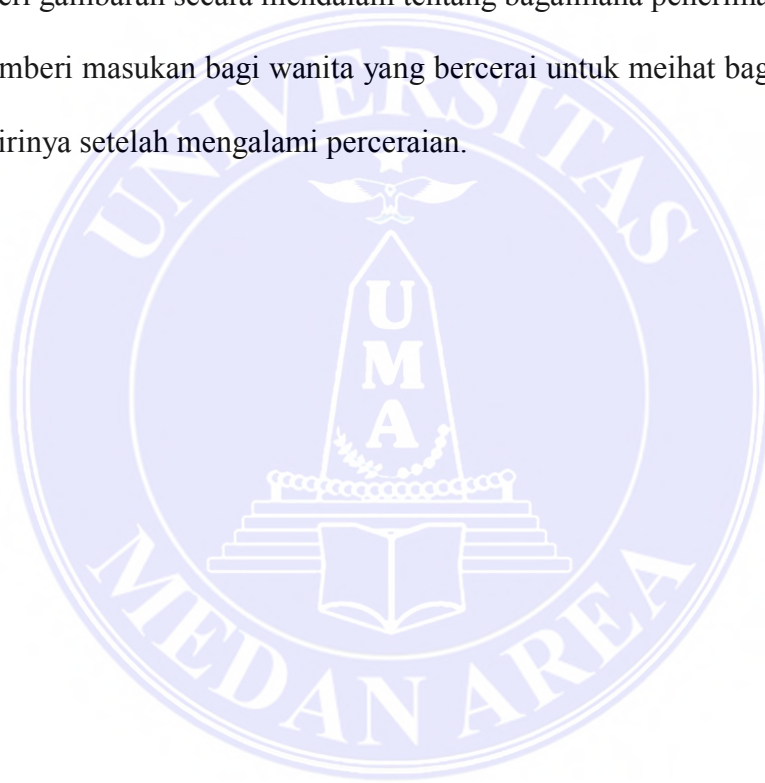 eri gambaran secara mendalam tentang bagaimana penerima
mberi masukan bagi wanita yang bercerai untuk meihat bag
irinya setelah mengalami perceraian.
UNIVERSITAS
U
M
A
MEDAN AREA